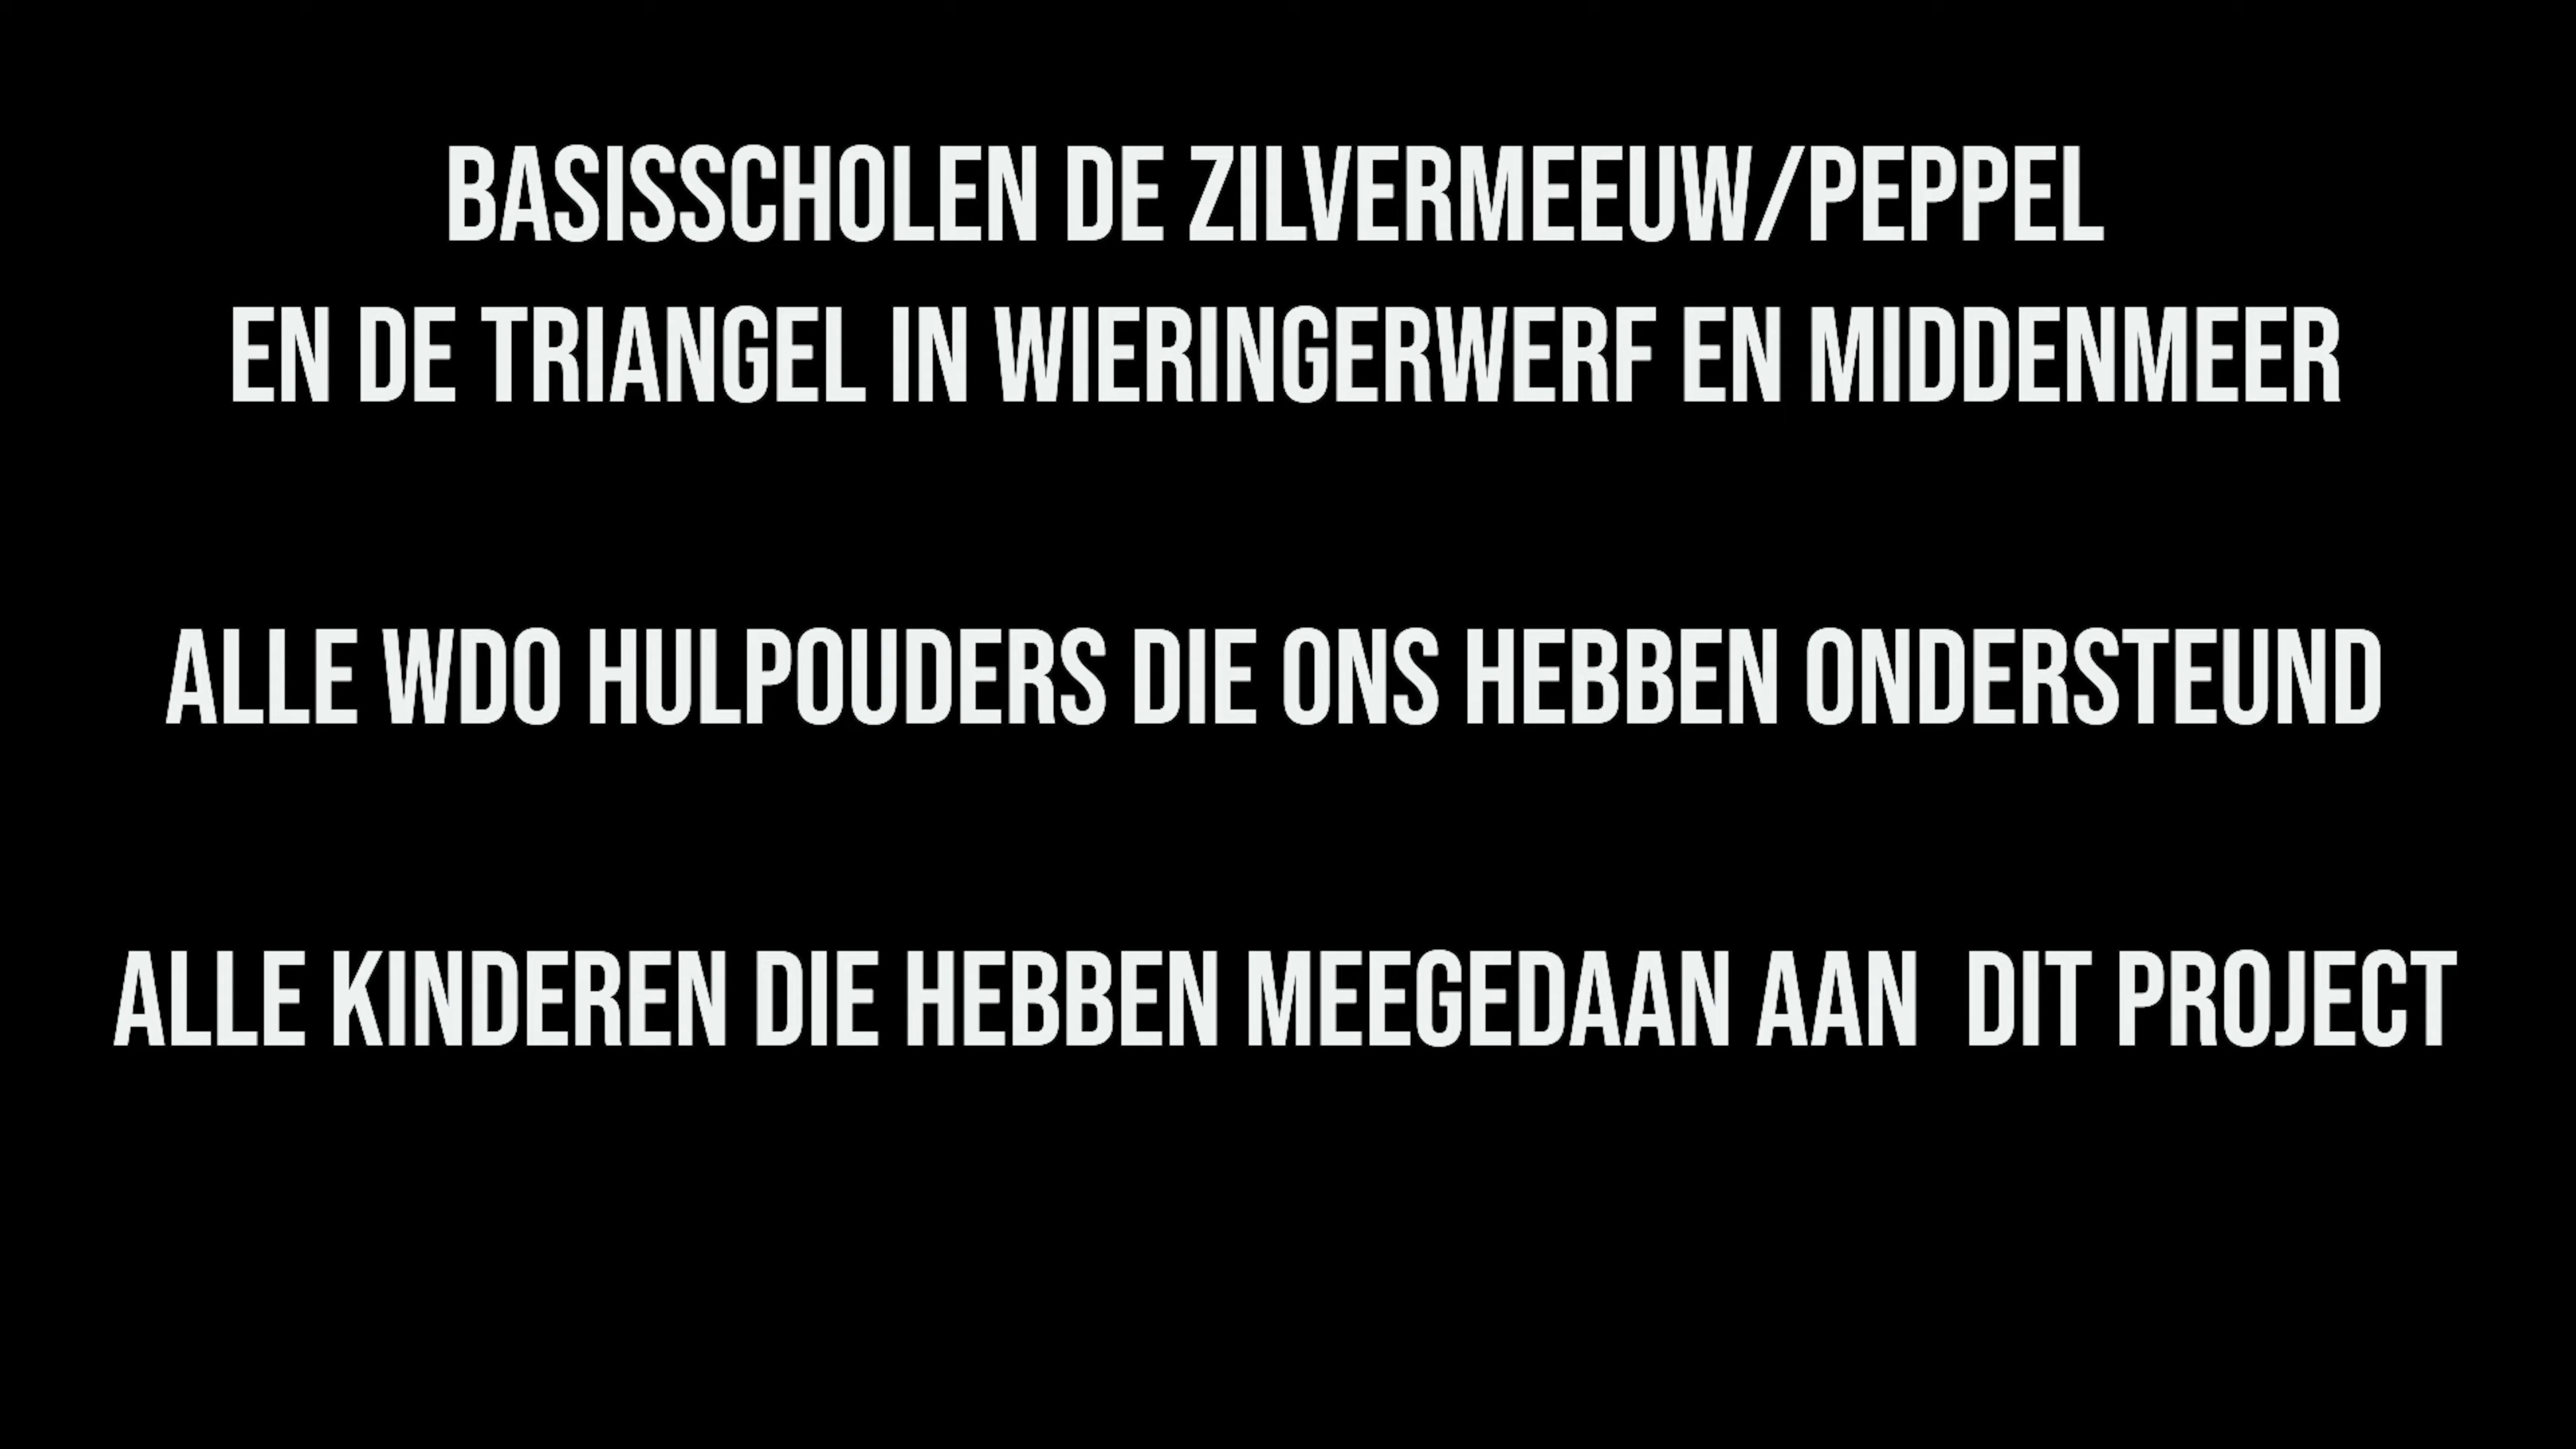 BASISSCHOLEN DE ZILVERMEEUW/PEPPEL
EN DE TRIANGEL IN WIERINGERWERF EN MIDDENMEER
ALLE WDO HULPOUDERS DIE ONS HEBBEN ONDERSTEUND
ALLE KINDEREN DIE HEBBEN MEEGEDAAN AAN  DIT PROJECT